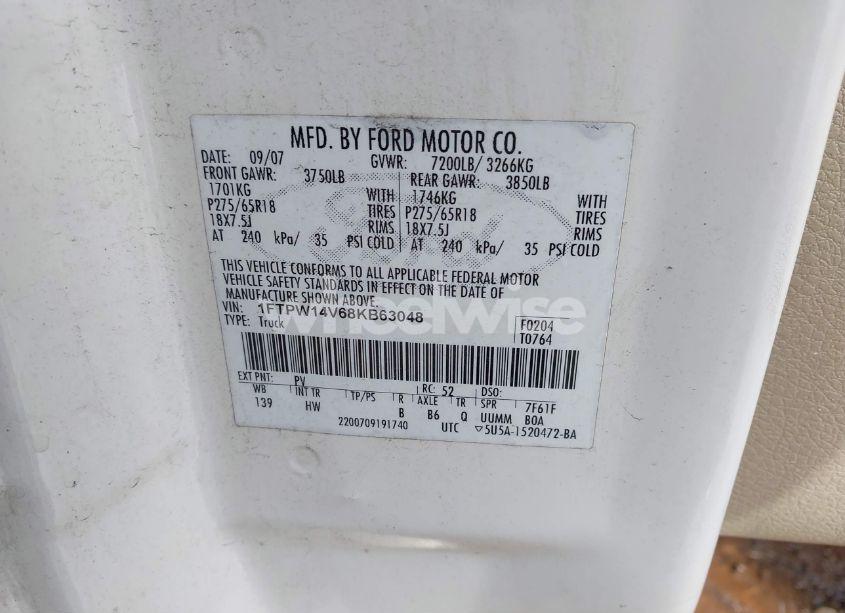 MFD. BY FORD MOTOR CO.
DATE: 09/07 GVWR: 7200LB/ 3266KG
FRONT GAWR: 3750LB REAR GAWR: 3850LB
1701KG WITH 1746KG WITH
P275/65R18 TIRES P275/65R18 TIRES
18X7.5J RIMS 18X7.5J RIMS
AT 240 kPa/ 35 PSI COLD AT 240 kPa/ 35 PSI COLD
Ford
THIS VEHICLE CONFORMS TO ALL APPLICABLE FEDERAL MOTOR
VEHICLE SAFETY STANDARDS IN EFFECT ON THE DATE OF
MANUFACTURE SHOWN ABOVE.
VIN: 1FTPW14V68KB63048
wheelwise
TYPE: Truck F0204
T0764
EXT PNT: PV RC: 52 DSO:
WB INT TR TP/PS R AXLE TR SPR 7F61F
139 HW B B6 Q UUMM BOA
2200709191740 UTC ▽5U5A-1520472-BA